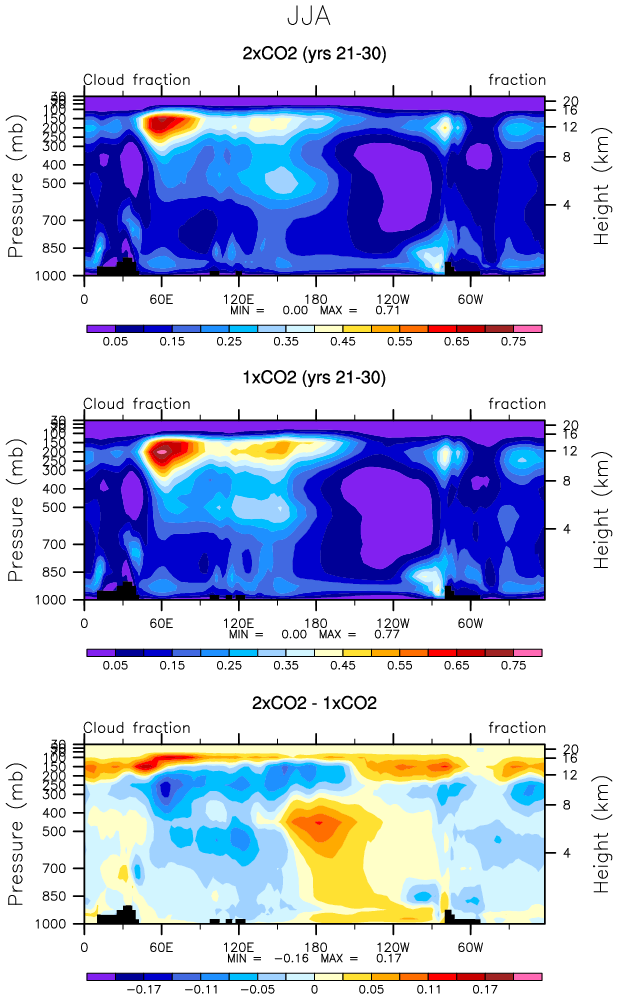 JJA
2xCO2 (yrs 21-30)
Cloud fraction fraction
Pressure (mb)
30
100
150
200
250
300
400
500
700
850
1000
20
16
12
8
4
Height (km)
0 60E 120E 180 120W 60W
MIN = 0.00 MAX = 0.71
0.05 0.15 0.25 0.35 0.45 0.55 0.65 0.75
1xCO2 (yrs 21-30)
Cloud fraction fraction
Pressure (mb)
30
100
150
200
250
300
400
500
700
850
1000
20
16
12
8
4
Height (km)
0 60E 120E 180 120W 60W
MIN = 0.00 MAX = 0.77
0.05 0.15 0.25 0.35 0.45 0.55 0.65 0.75
2xCO2 - 1xCO2
Cloud fraction fraction
Pressure (mb)
30
100
150
200
250
300
400
500
700
850
1000
20
16
12
8
4
Height (km)
0 60E 120E 180 120W 60W
MIN = -0.16 MAX = 0.17
-0.17 -0.11 -0.05 0 0.05 0.11 0.17